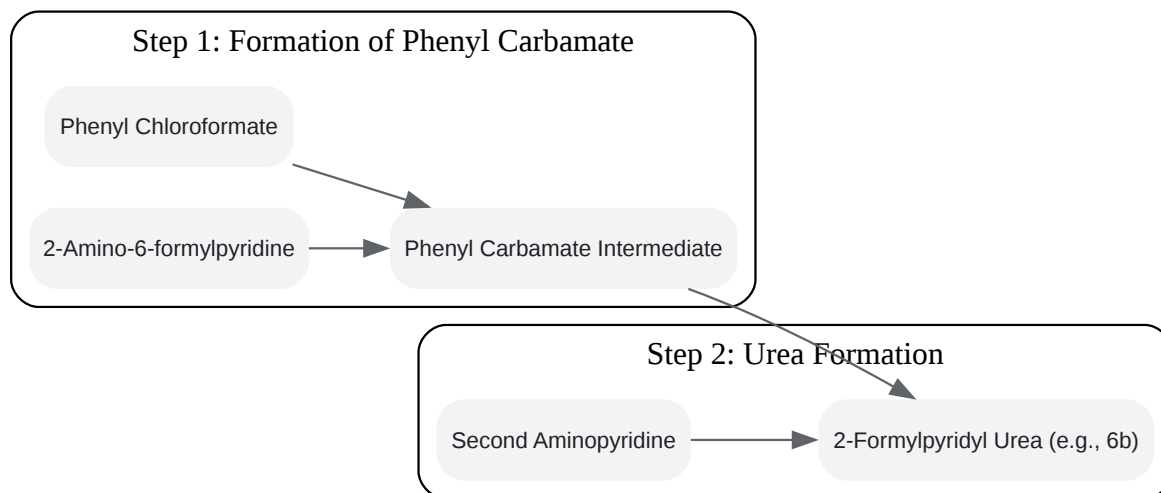 Step 1: Formation of Phenyl Carbamate
Phenyl Chloroformate
2-Amino-6-formylpyridine
Phenyl Carbamate Intermediate
Step 2: Urea Formation
Second Aminopyridine
2-Formylpyridyl Urea (e.g., 6b)